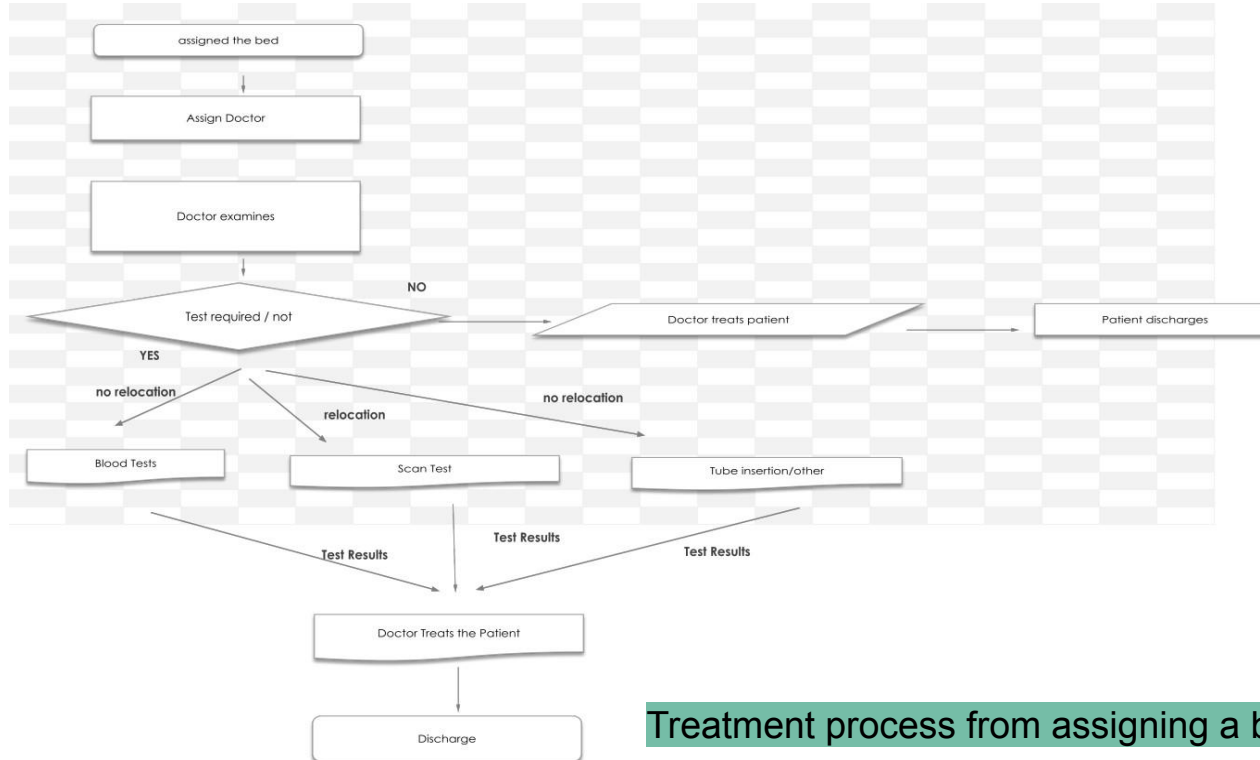 assigned the bed
Assign Doctor
Doctor examines
NO
Test required / not
Doctor treats patient
Patient discharges
YES
no relocation
relocation
no relocation
Blood Tests
Scan Test
Tube insertion/other
Test Results
Test Results
Test Results
Doctor Treats the Patient
Discharge
Treatment process from assigning a